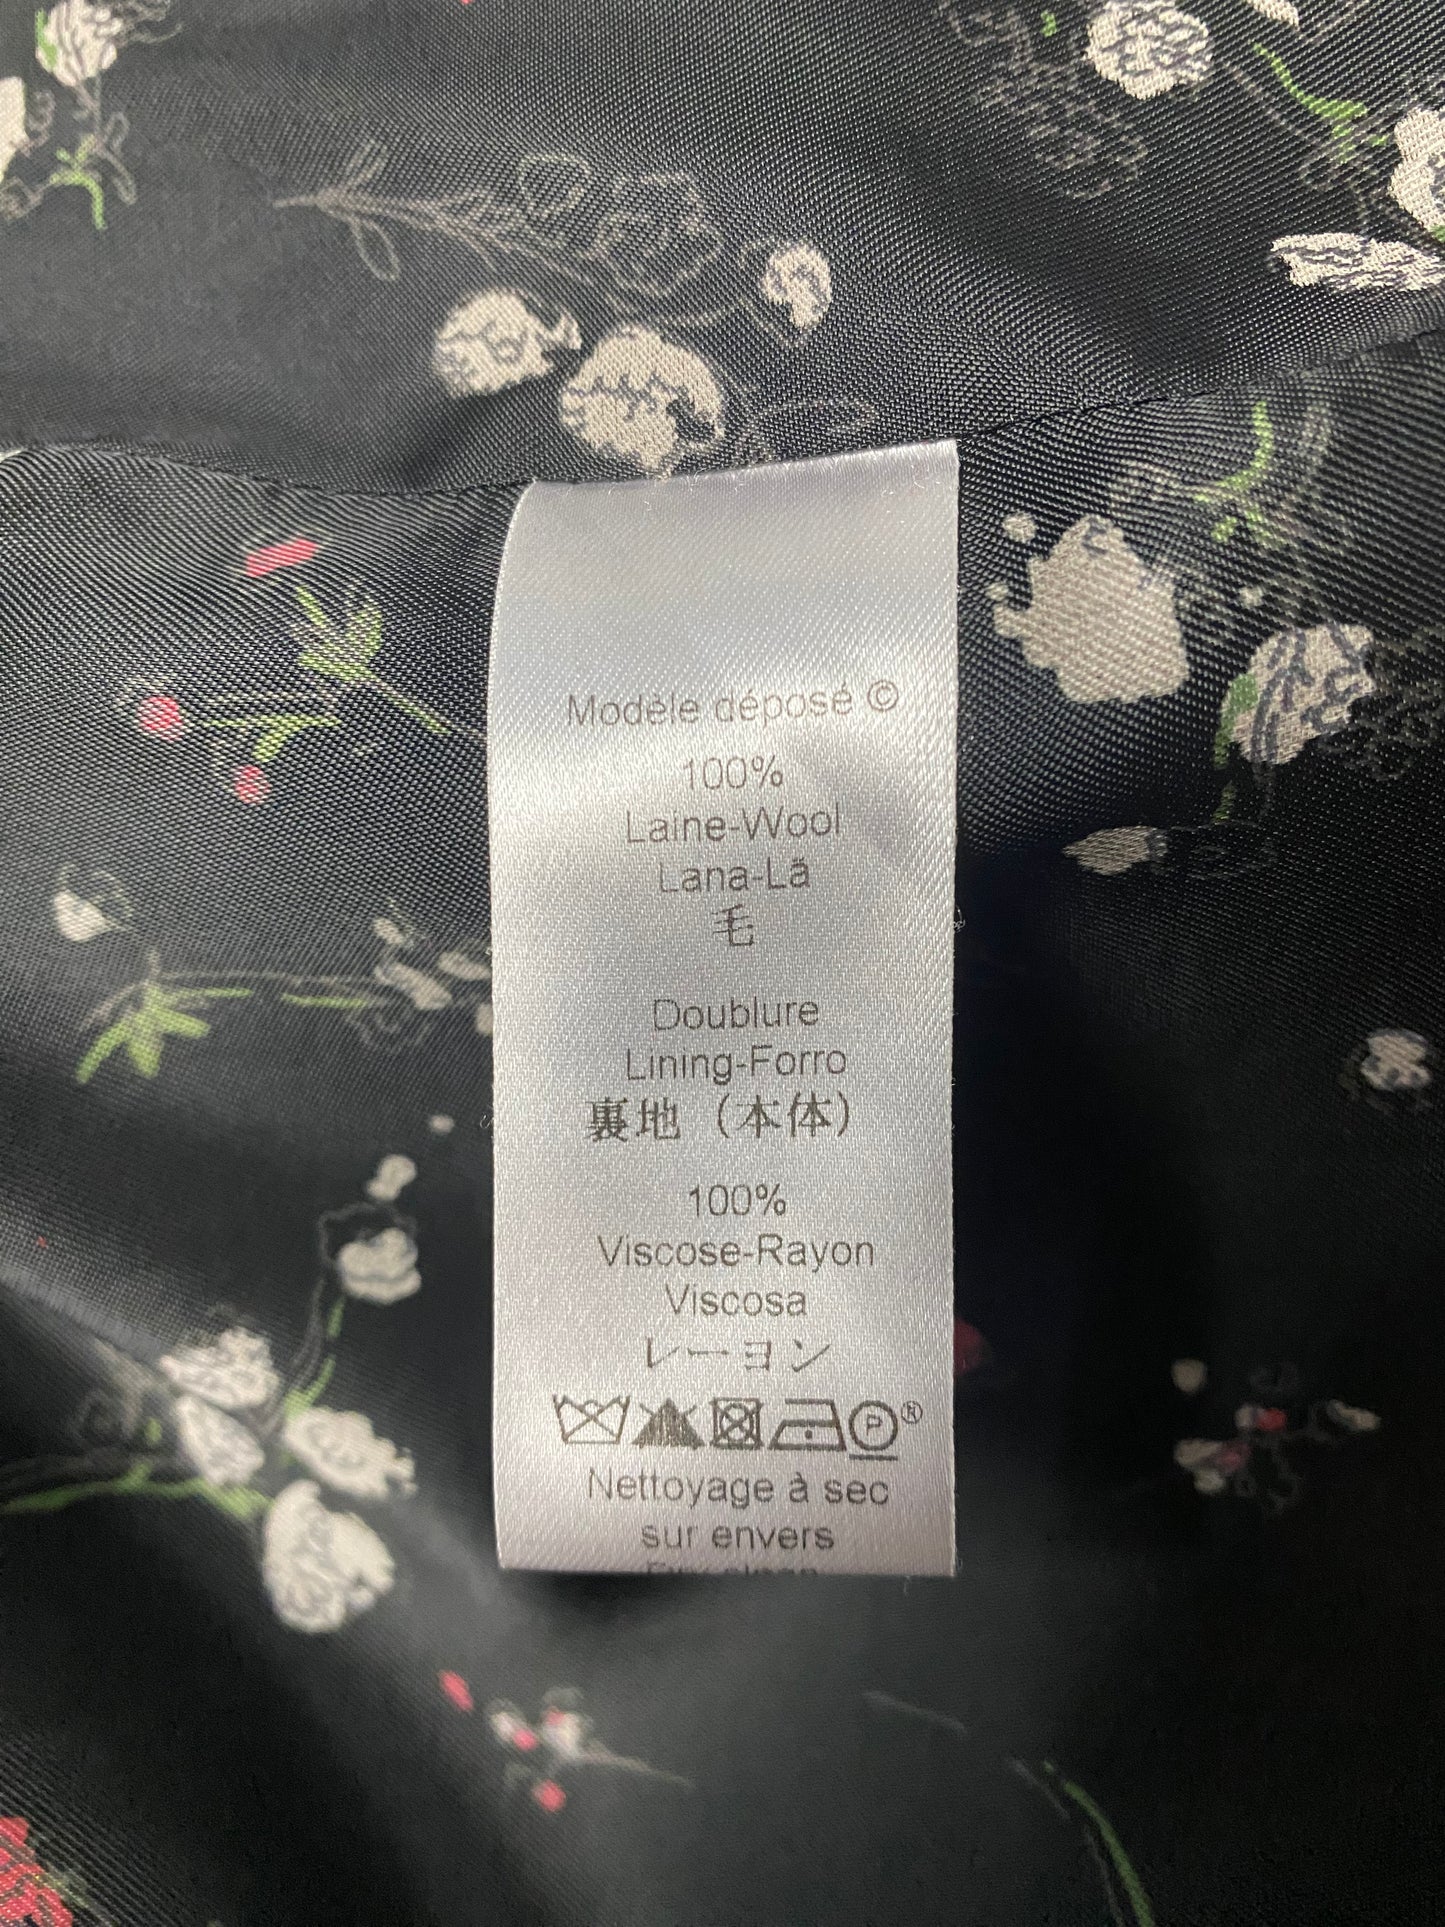 Modèle déposé ©
100%
Laine-Wool
Lana-Lã
毛
Doublure
Lining-Forro
裏地（本体）
100%
Viscose-Rayon
Viscosa
レーヨン
P ®
Nettoyage à sec
sur envers